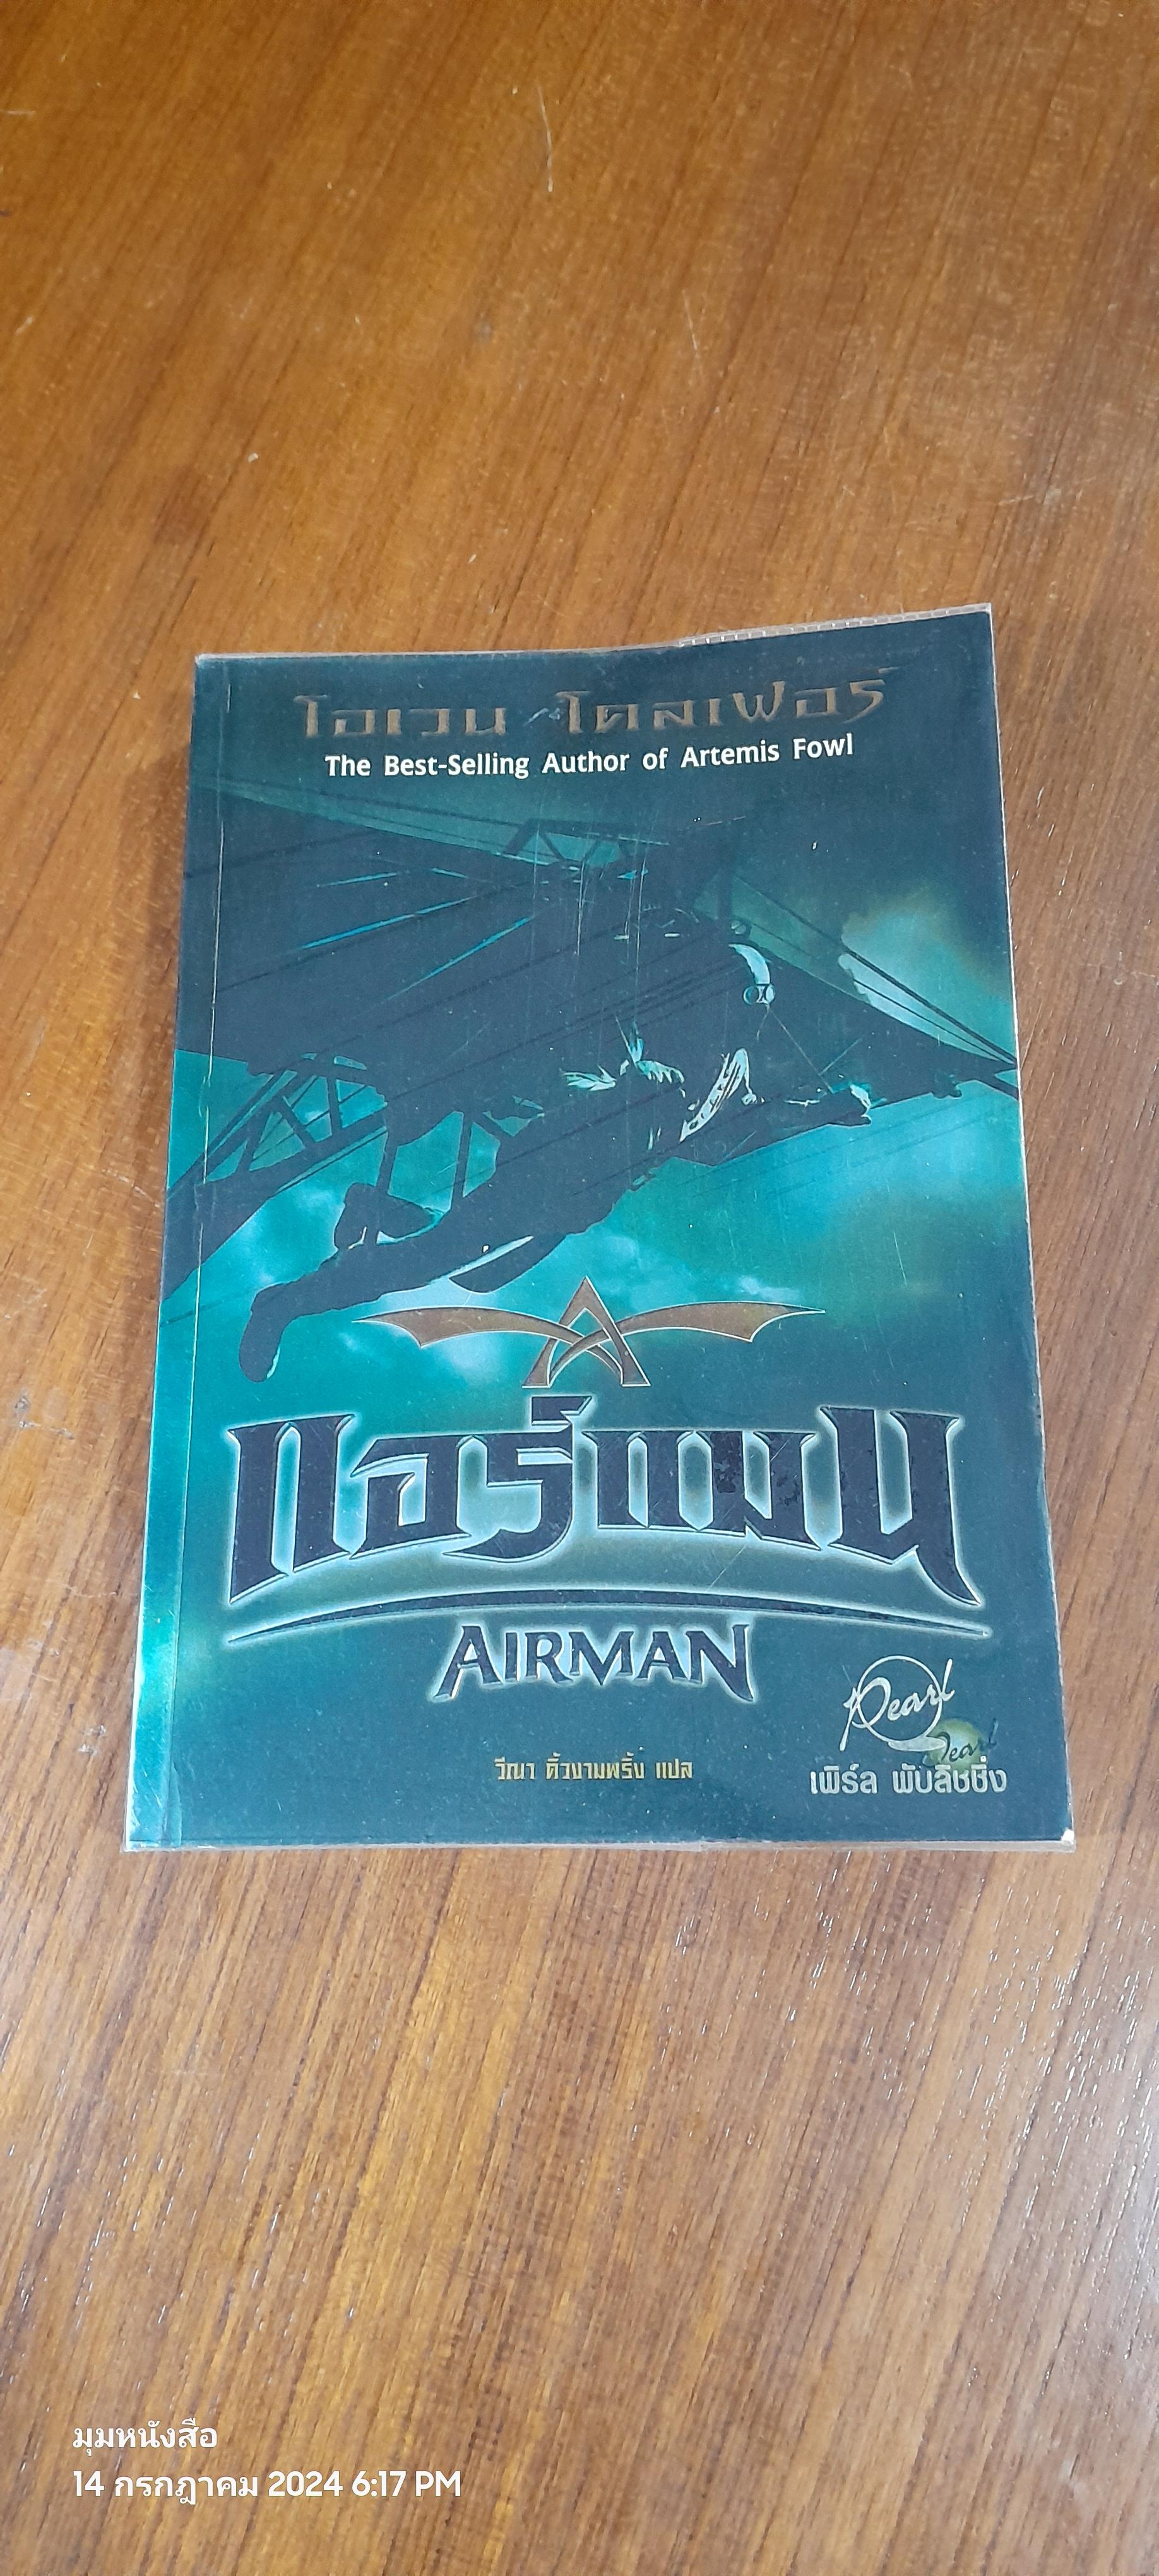 โอเวน โคลเฟอร์
The Best-Selling Author of Artemis Fowl
แอร์แมน
AIRMAN
Pearl
Pearl
วีณา ติ้วงามพริ้ง แปล
เพิร์ล พับลิชชิ่ง
มุมหนังสือ
14 กรกฎาคม 2024 6:17 PM